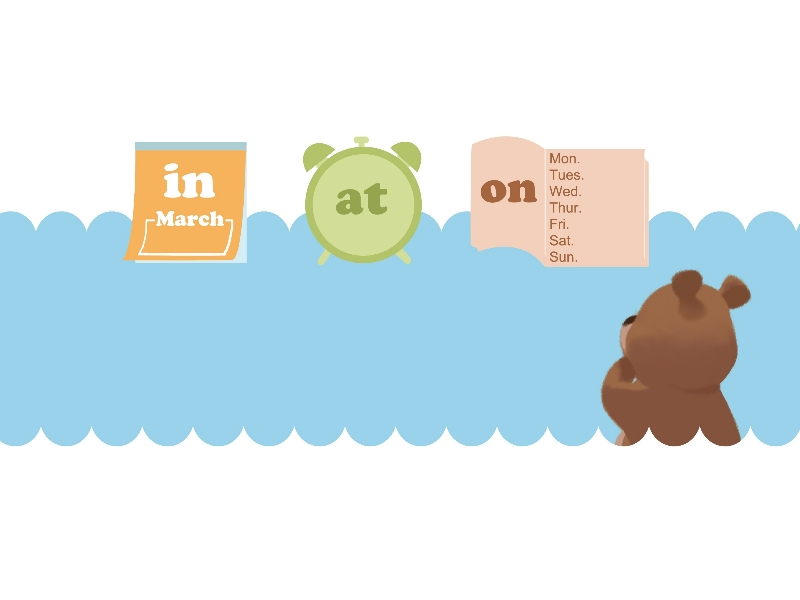 in
March
at
on
Mon.
Tues.
Wed.
Thur.
Fri.
Sat.
Sun.